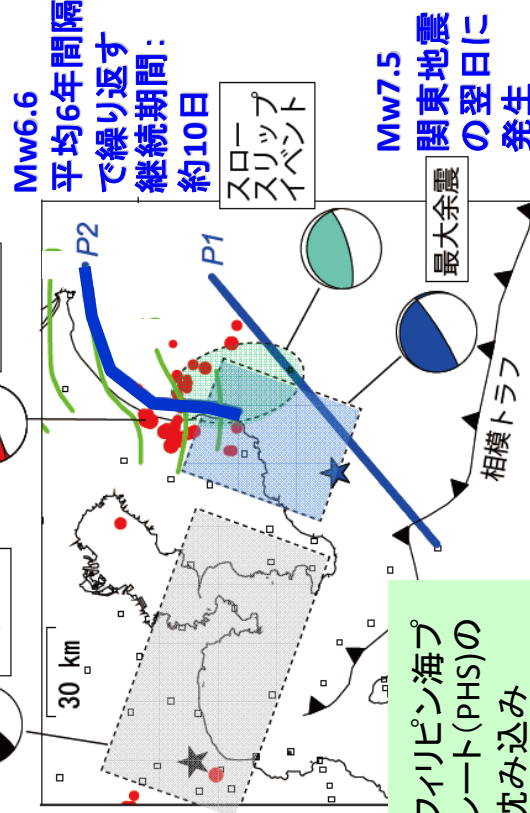 Mw6.6
平均6年間隔
で繰り返す
継続期間:
約10日
スロー
スリップ
イベント
Mw7.5
関東地震
の翌日に
発生
P2
P1
最大余震
相模トラフ
30 km
フィリピン海プ
レート(PHS)の
沈み込み